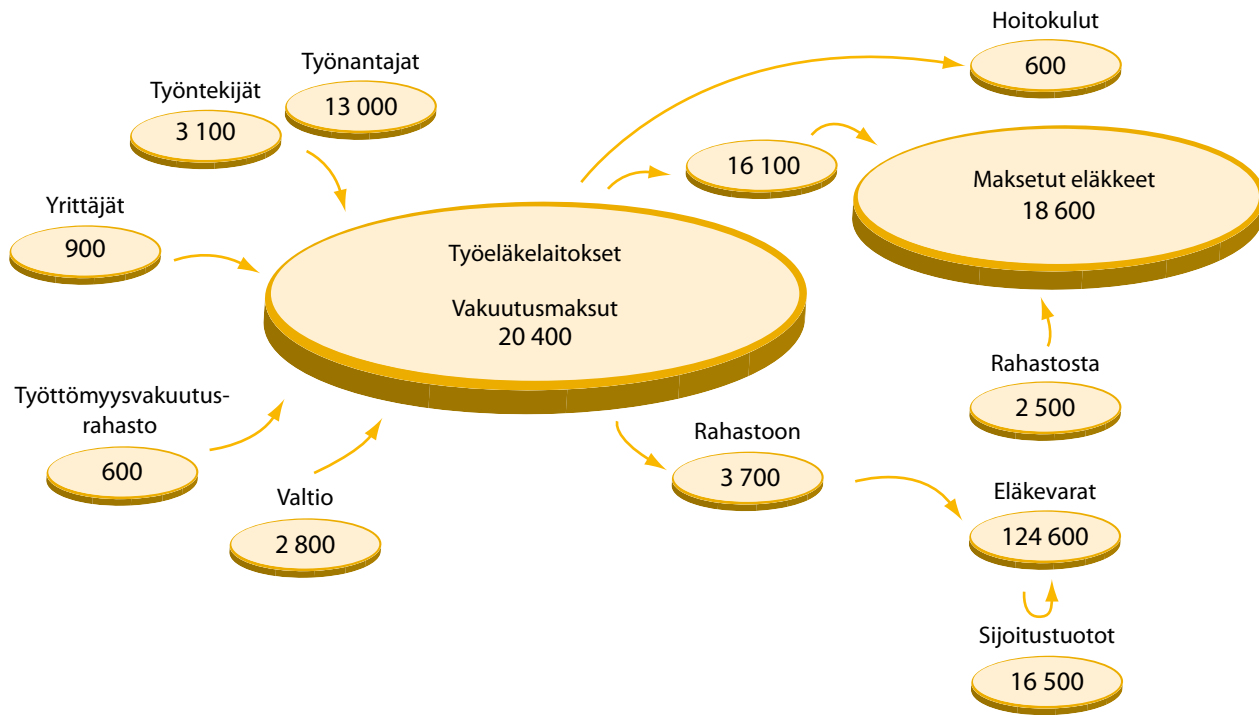 Hoitokulut
600
Työnantajat
13 000
Työntekijät
3 100
16 100
Maksetut eläkkeet
18 600
Yrittäjät
900
Työeläkelaitokset
Vakuutusmaksut
20 400
Rahastosta
2 500
Työttömyysvakuutus-
rahasto
600
Rahastoon
3 700
Valtio
2 800
Eläkevarat
124 600
Sijoitustuotot
16 500